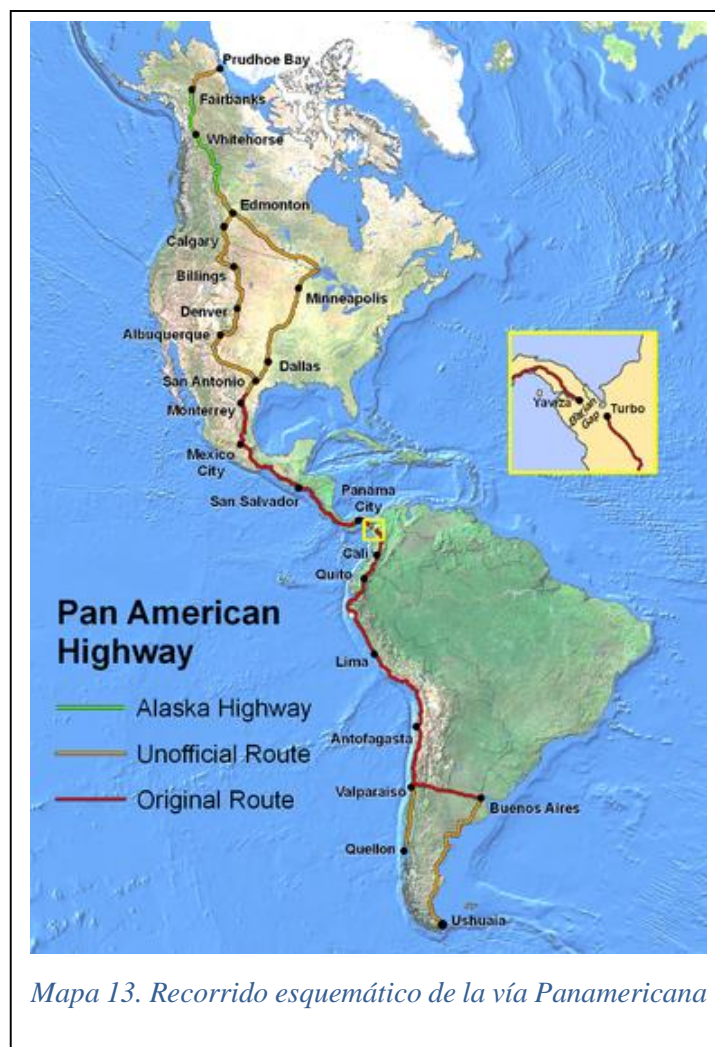 Prudhoe Bay
Fairbanks
Whitehorse
Edmonton
Calgary
Billings
Minneapolis
Denver
Albuquerque
Dallas
San Antonio
Monterrey
Mexico
City
San Salvador
Panama
City
Yaviza
Darian
Gap
Turbo
Cali
Quito
Pan American
Highway
Lima
Alaska Highway
Antofagasta
Unofficial Route
Valparaiso
Original Route
Buenos Aires
Quellon
Ushuaia
Mapa 13. Recorrido esquemático de la vía Panamericana